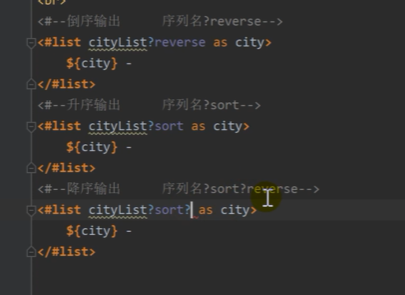 <br>
<#--倒序输出 序列名?reverse-->
<#list cityList?reverse as city>
${city} -
</#list>
<#--升序输出 序列名?sort-->
<#list cityList?sort as city>
${city} -
</#list>
<#--降序输出 序列名?sort?reverse-->
<#list cityList?sort? as city>
${city} -
</#list>